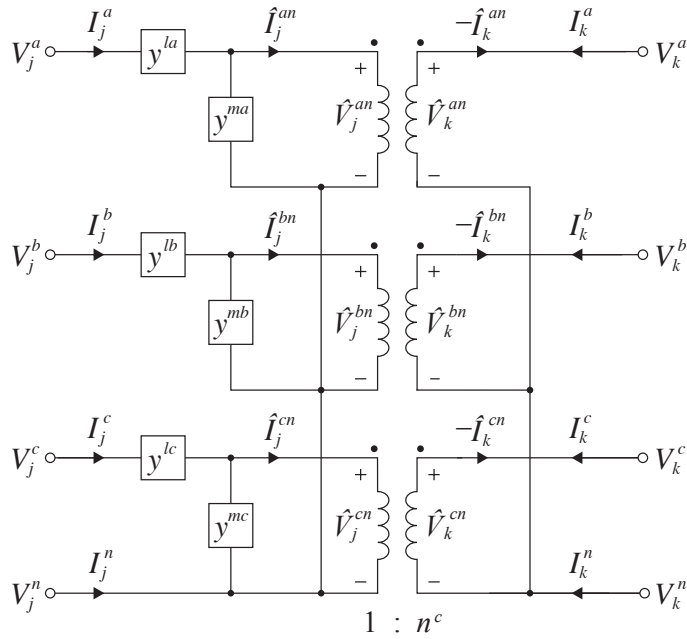 I_j^a Î_j^{an} −Î_k^{an} I_k^a
V_j^a y^{la} V_k^a
+ +
y^{ma} V̂_j^{an} V̂_k^{an}
− −
I_j^b Î_j^{bn} −Î_k^{bn} I_k^b
V_j^b y^{lb} V_k^b
+ +
y^{mb} V̂_j^{bn} V̂_k^{bn}
− −
I_j^c Î_j^{cn} −Î_k^{cn} I_k^c
V_j^c y^{lc} V_k^c
+ +
y^{mc} V̂_j^{cn} V̂_k^{cn}
I_j^n I_k^n
− −
V_j^n V_k^n
1 : n^c